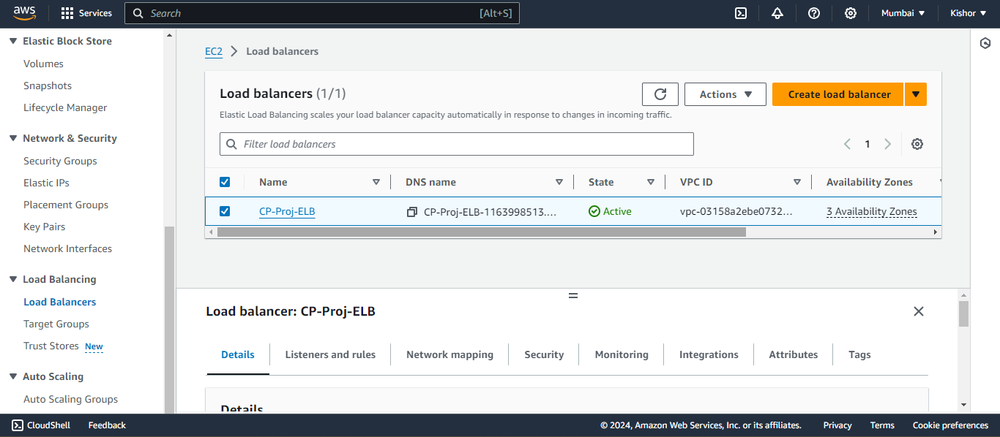 aws Services Search [Alt+S] Mumbai Kishor
Elastic Block Store
Volumes
Snapshots
Lifecycle Manager
Network & Security
Security Groups
Elastic IPs
Placement Groups
Key Pairs
Network Interfaces
Load Balancing
Load Balancers
Target Groups
Trust Stores New
Auto Scaling
Auto Scaling Groups
EC2 Load balancers
Load balancers (1/1) Actions Create load balancer
Elastic Load Balancing scales your load balancer capacity automatically in response to changes in incoming traffic.
Filter load balancers 1
Name DNS name State VPC ID Availability Zones
CP-Proj-ELB CP-Proj-ELB-1163998513.... Active vpc-03158a2ebe0732... 3 Availability Zones
Load balancer: CP-Proj-ELB
Details Listeners and rules Network mapping Security Monitoring Integrations Attributes Tags
Details
CloudShell Feedback © 2024, Amazon Web Services, Inc. or its affiliates. Privacy Terms Cookie preferences